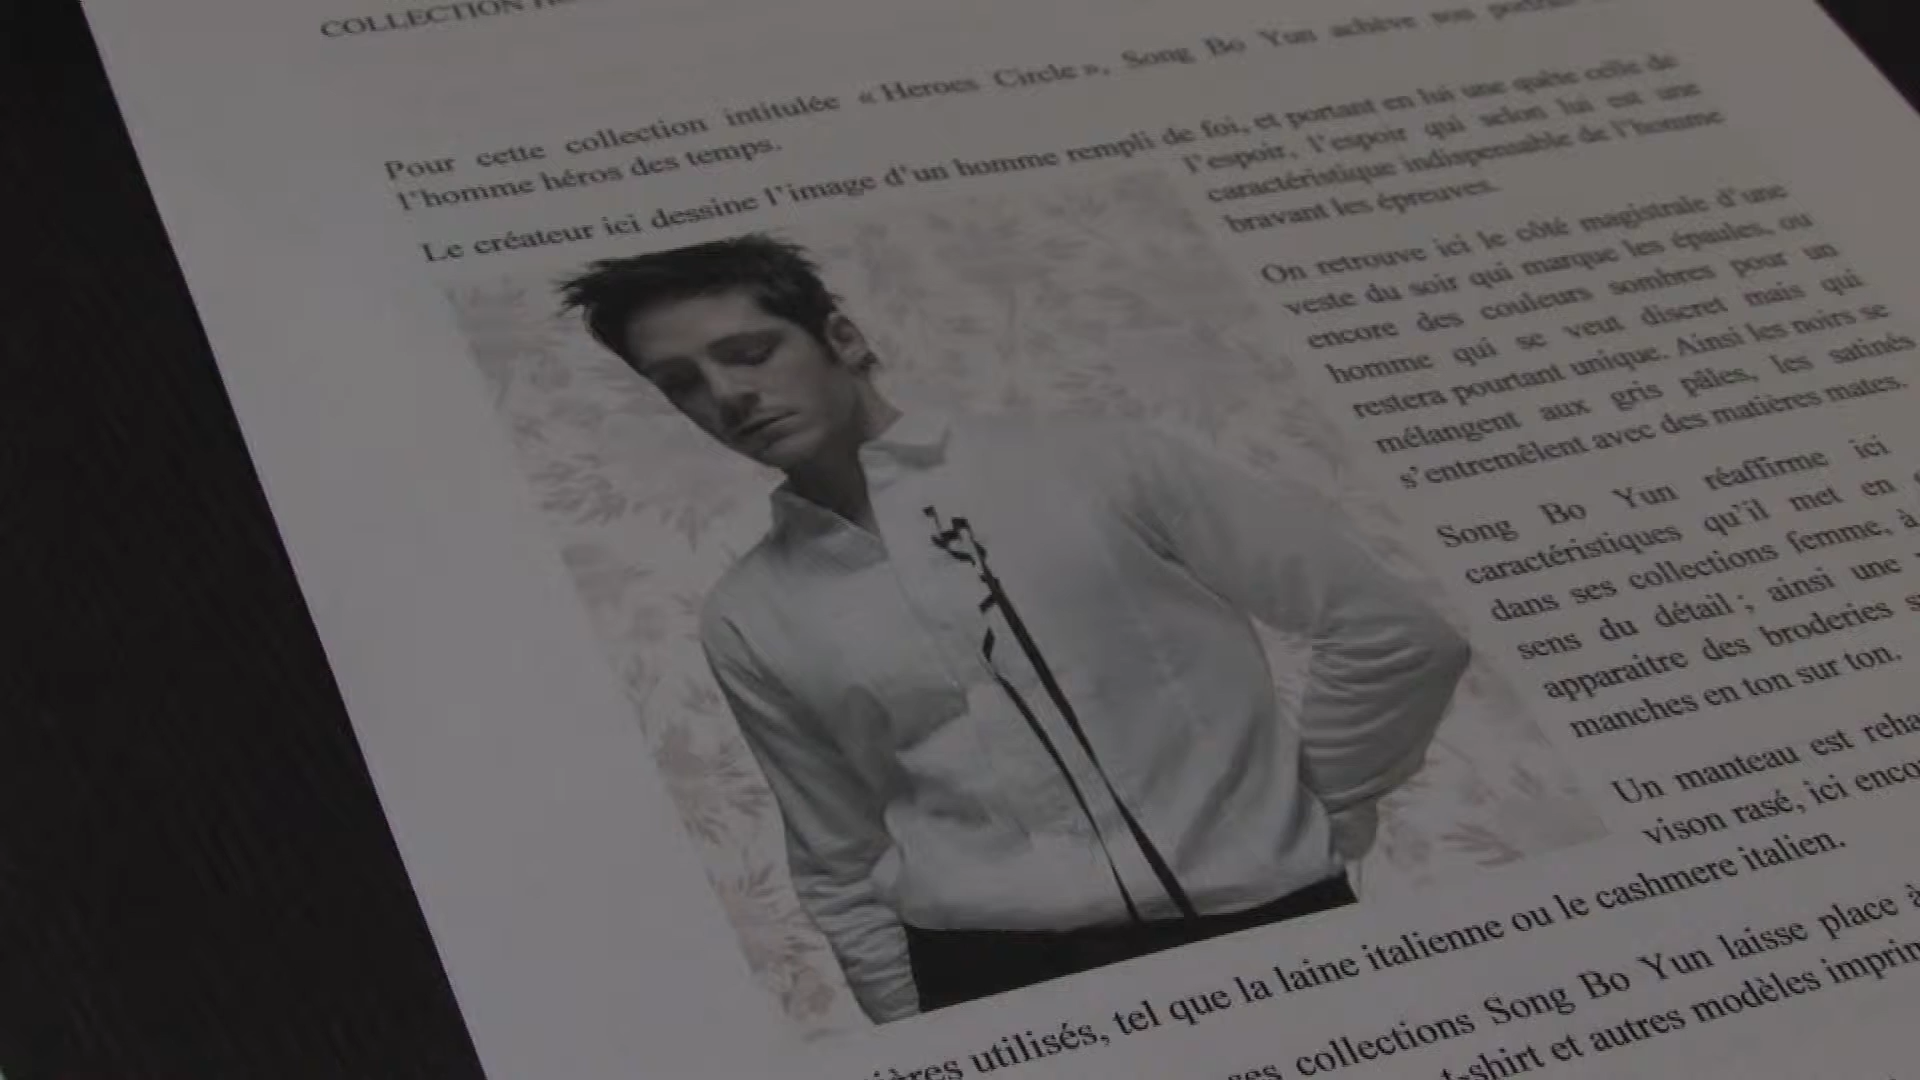 COLLECTION
Pour cette collection intitulée « Heroes Circle », Song Bo Yun achève son portrait
l’homme héros des temps.
Le créateur ici dessine l’image d’un homme rempli de foi, et portant en lui une quête celle de
l’espoir, l’espoir qui selon lui est une
caractéristique indispensable de l’homme
bravant les épreuves.
On retrouve ici le côté magistrale d’une
veste du soir qui marque les épaules, ou
encore des couleurs sombres pour un
homme qui se veut discret mais qui
restera pourtant unique. Ainsi les noirs se
mélangent aux gris pâles, les satinés
s’entremêlent avec des matières mates.
Song Bo Yun réaffirme ici
caractéristiques qu’il met en
dans ses collections femme, à
sens du détail ; ainsi une
apparaitre des broderies
manches en ton sur ton.
Un manteau est
vison rasé, ici
utilisés, tel que la laine italienne ou le cashmere italien.
collections Song Bo Yun laisse place à
t-shirt et autres modèles